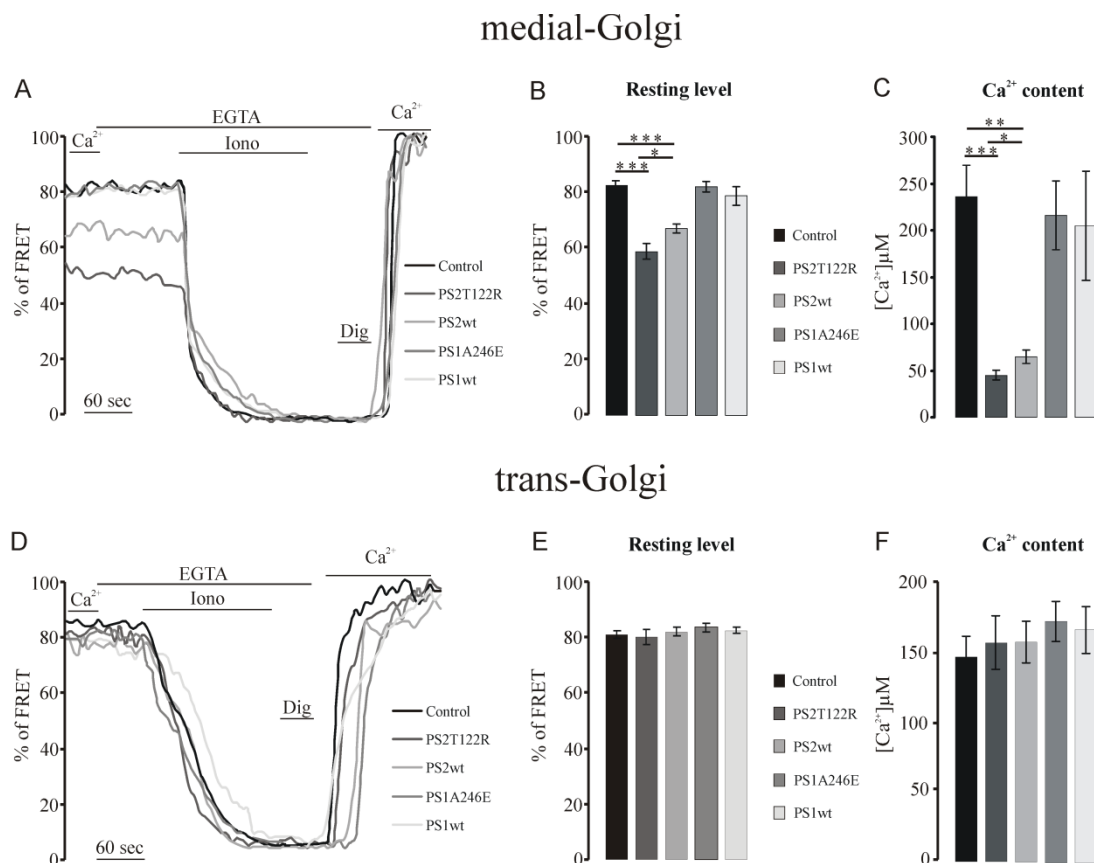 medial-Golgi
A
EGTA
Ca²⁺
Iono
Ca²⁺
100
80
60
40
20
0
% of FRET
Control
PS2T122R
PS2wt
PS1A246E
PS1wt
Dig
60 sec
B
Resting level
100
80
60
40
20
0
% of FRET
***
*
***
Control
PS2T122R
PS2wt
PS1A246E
PS1wt
C
Ca²⁺ content
300
250
200
150
100
50
0
[Ca²⁺]μM
**
*
***
trans-Golgi
D
EGTA
Ca²⁺
Iono
Ca²⁺
100
80
60
40
20
0
% of FRET
Dig
Control
PS2T122R
PS2wt
PS1A246E
PS1wt
60 sec
E
Resting level
100
80
60
40
20
0
% of FRET
Control
PS2T122R
PS2wt
PS1A246E
PS1wt
F
Ca²⁺ content
200
150
100
50
0
[Ca²⁺]μM